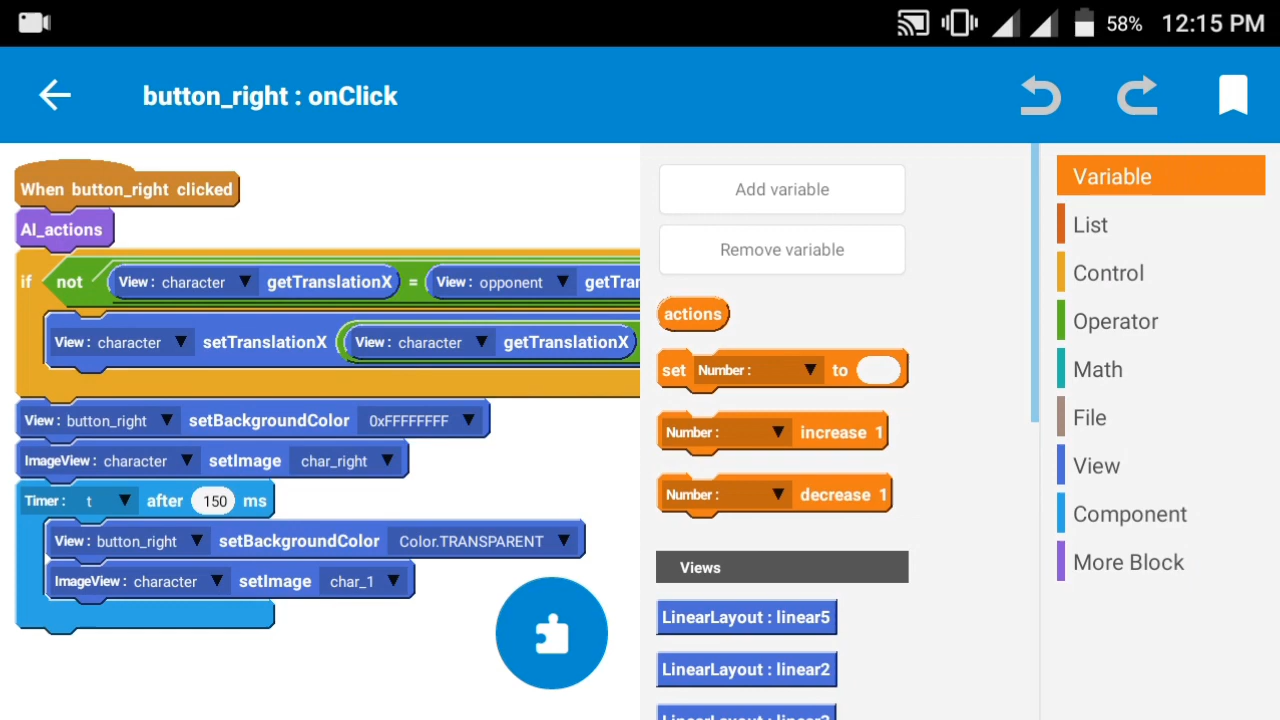 58% 12:15 PM
button_right : onClick
When button_right clicked
AI_actions
if not View : character getTranslationX = View : opponent getTra
View : character setTranslationX View : character getTranslationX
View : button_right setBackgroundColor 0xFFFFFFFF
ImageView : character setImage char_right
Timer : t after 150 ms
View : button_right setBackgroundColor Color.TRANSPARENT
ImageView : character setImage char_1
Add variable
Remove variable
actions
set Number : to
Number : increase 1
Number : decrease 1
Views
LinearLayout : linear5
LinearLayout : linear2
Variable
List
Control
Operator
Math
File
View
Component
More Block